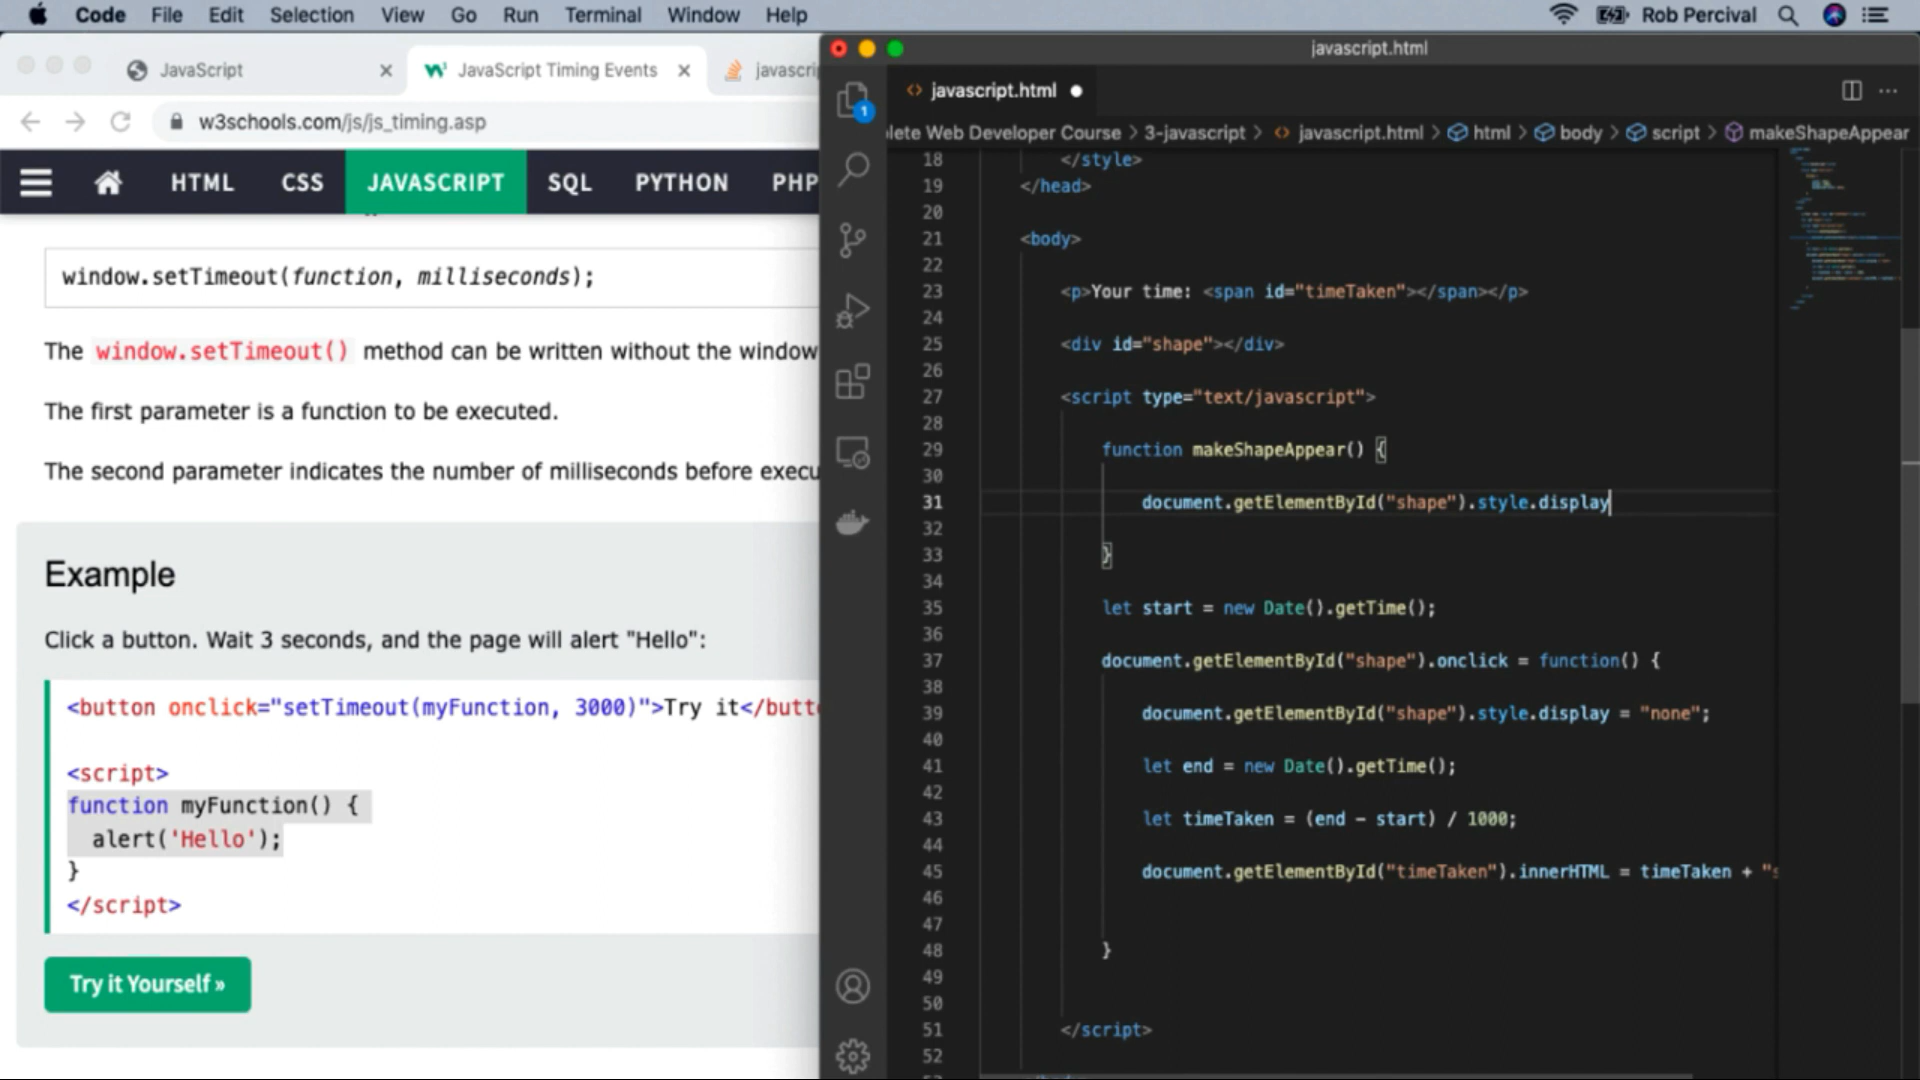 Code File Edit Selection View Go Run Terminal Window Help
Rob Percival
JavaScript
JavaScript Timing Events
w3schools.com/js/js_timing.asp
HTML CSS JAVASCRIPT SQL PYTHON PHP
window.setTimeout(function, milliseconds);
The window.setTimeout() method can be written without the window
The first parameter is a function to be executed.
The second parameter indicates the number of milliseconds before
Example
Click a button. Wait 3 seconds, and the page will alert "Hello":
<button onclick="setTimeout(myFunction, 3000)">Try it</butt
<script>
function myFunction() {
alert('Hello');
}
</script>
Try it Yourself »
javascript.html
javascript.html
1
lete Web Developer Course > 3-javascript > javascript.html > html > body > script > makeShapeAppear
18 </style>
19 </head>
20
21 <body>
22
23 <p>Your time: <span id="timeTaken"></span></p>
24
25 <div id="shape"></div>
26
27 <script type="text/javascript">
28
29 function makeShapeAppear() {
30
31 document.getElementById("shape").style.display
32
33 }
34
35 let start = new Date().getTime();
36
37 document.getElementById("shape").onclick = function() {
38
39 document.getElementById("shape").style.display = "none";
40
41 let end = new Date().getTime();
42
43 let timeTaken = (end - start) / 1000;
44
45 document.getElementById("timeTaken").innerHTML = timeTaken + "s
46
47
48 }
49
50
51 </script>
52